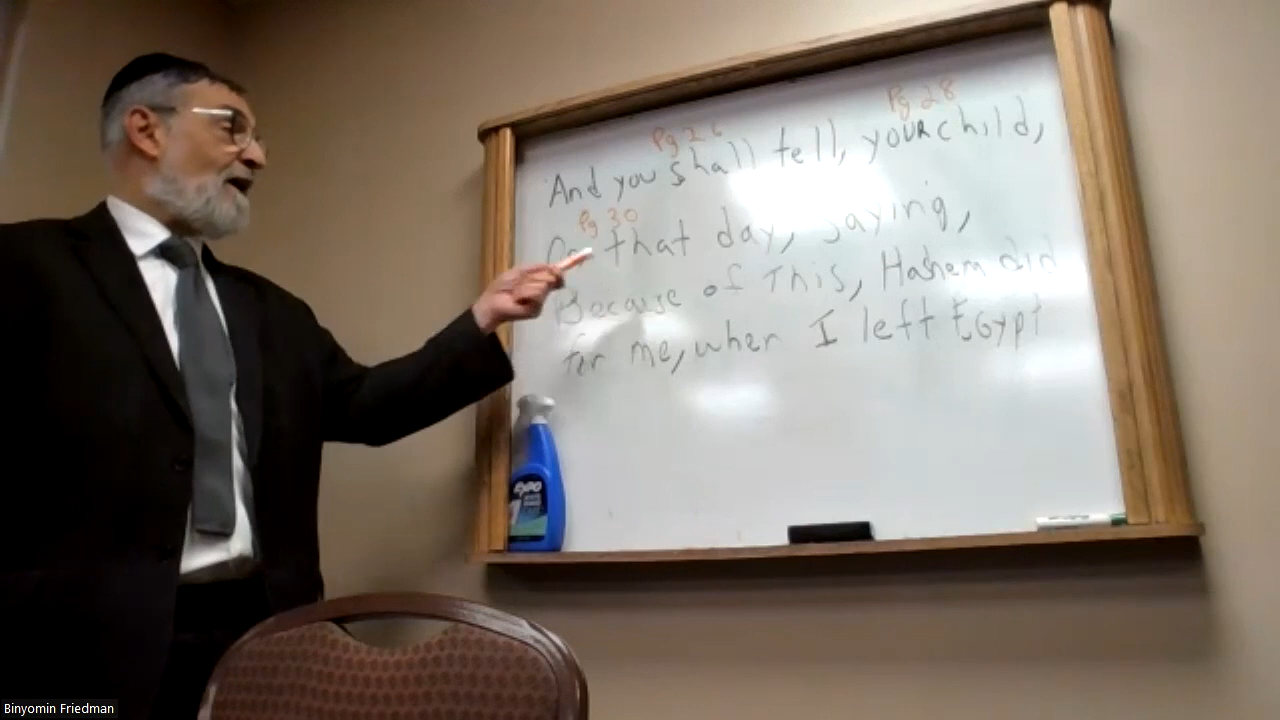 Pg 28
Pg 26
And you shall tell, your child,
Pg 30
On that day, saying,
Because of This, Hashem did
for me, when I left Egypt
EXPO
Binyomin Friedman